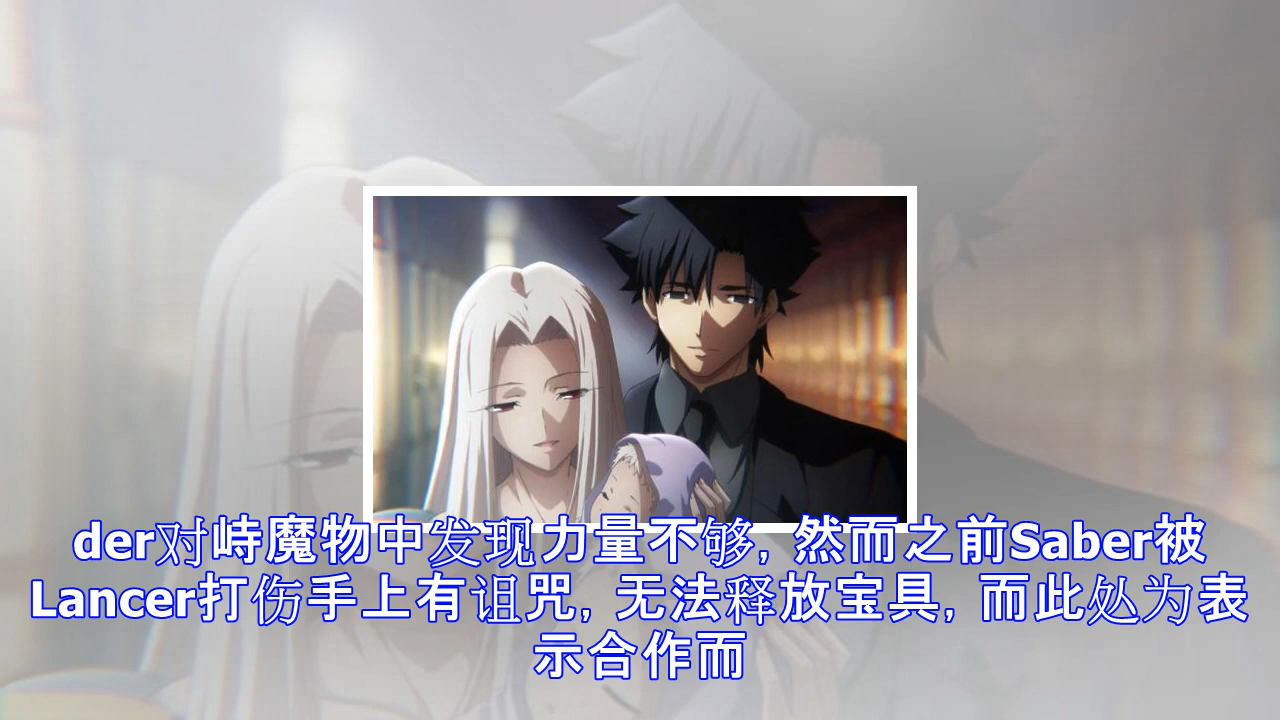 der对峙魔物中发现力量不够, 然而之前Saber被
Lancer打伤手上有诅咒, 无法释放宝具, 而此处为表
示合作而